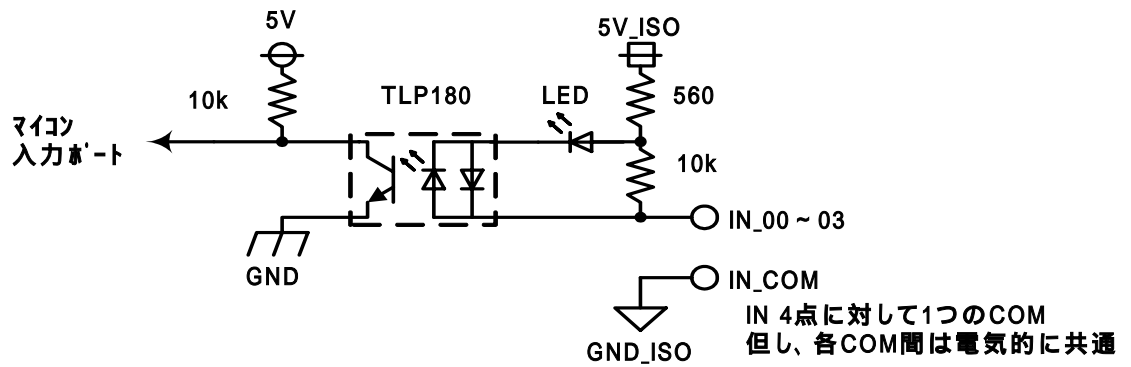 5V
5V_ISO
10k
TLP180
LED
560
マイコン
入力ポート
10k
IN_00 ~ 03
GND
IN_COM
IN 4点に対して1つのCOM
但し、各COM間は電気的に共通
GND_ISO